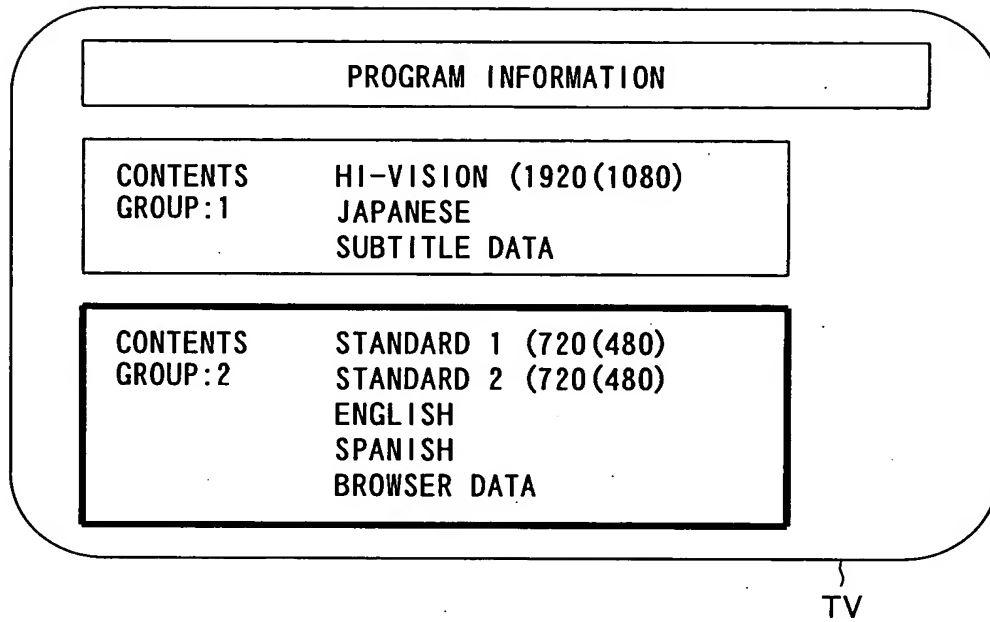 PROGRAM INFORMATION
CONTENTS GROUP:1
HI-VISION (1920(1080)
JAPANESE
SUBTITLE DATA
CONTENTS GROUP:2
STANDARD 1 (720(480)
STANDARD 2 (720(480)
ENGLISH
SPANISH
BROWSER DATA
TV